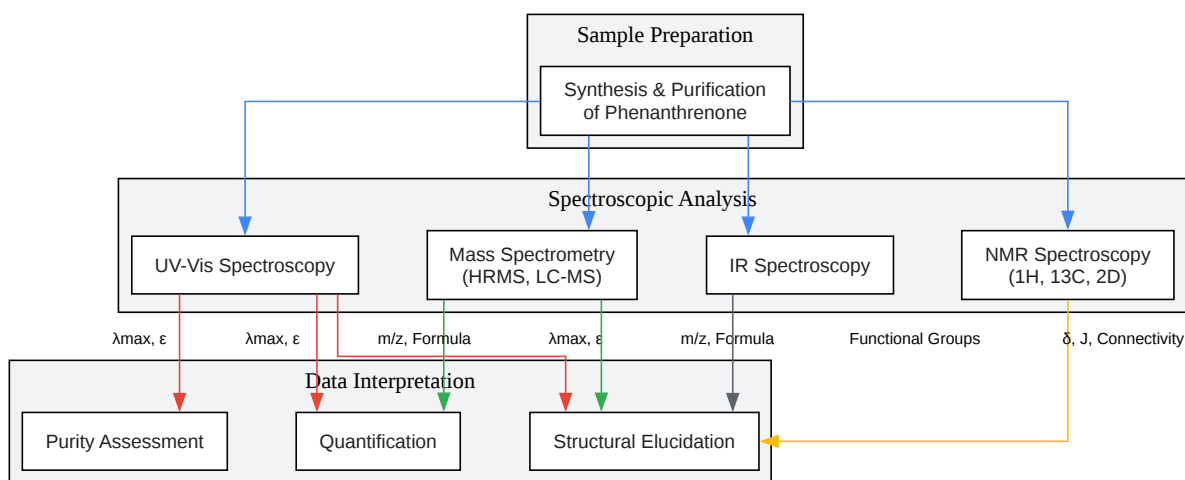 Sample Preparation
Synthesis & Purification
of Phenanthrenone
Spectroscopic Analysis
UV-Vis Spectroscopy
Mass Spectrometry
(HRMS, LC-MS)
IR Spectroscopy
NMR Spectroscopy
(1H, 13C, 2D)
λmax, ε
λmax, ε
m/z, Formula
λmax, ε
m/z, Formula
Functional Groups
δ, J, Connectivity
Data Interpretation
Purity Assessment
Quantification
Structural Elucidation